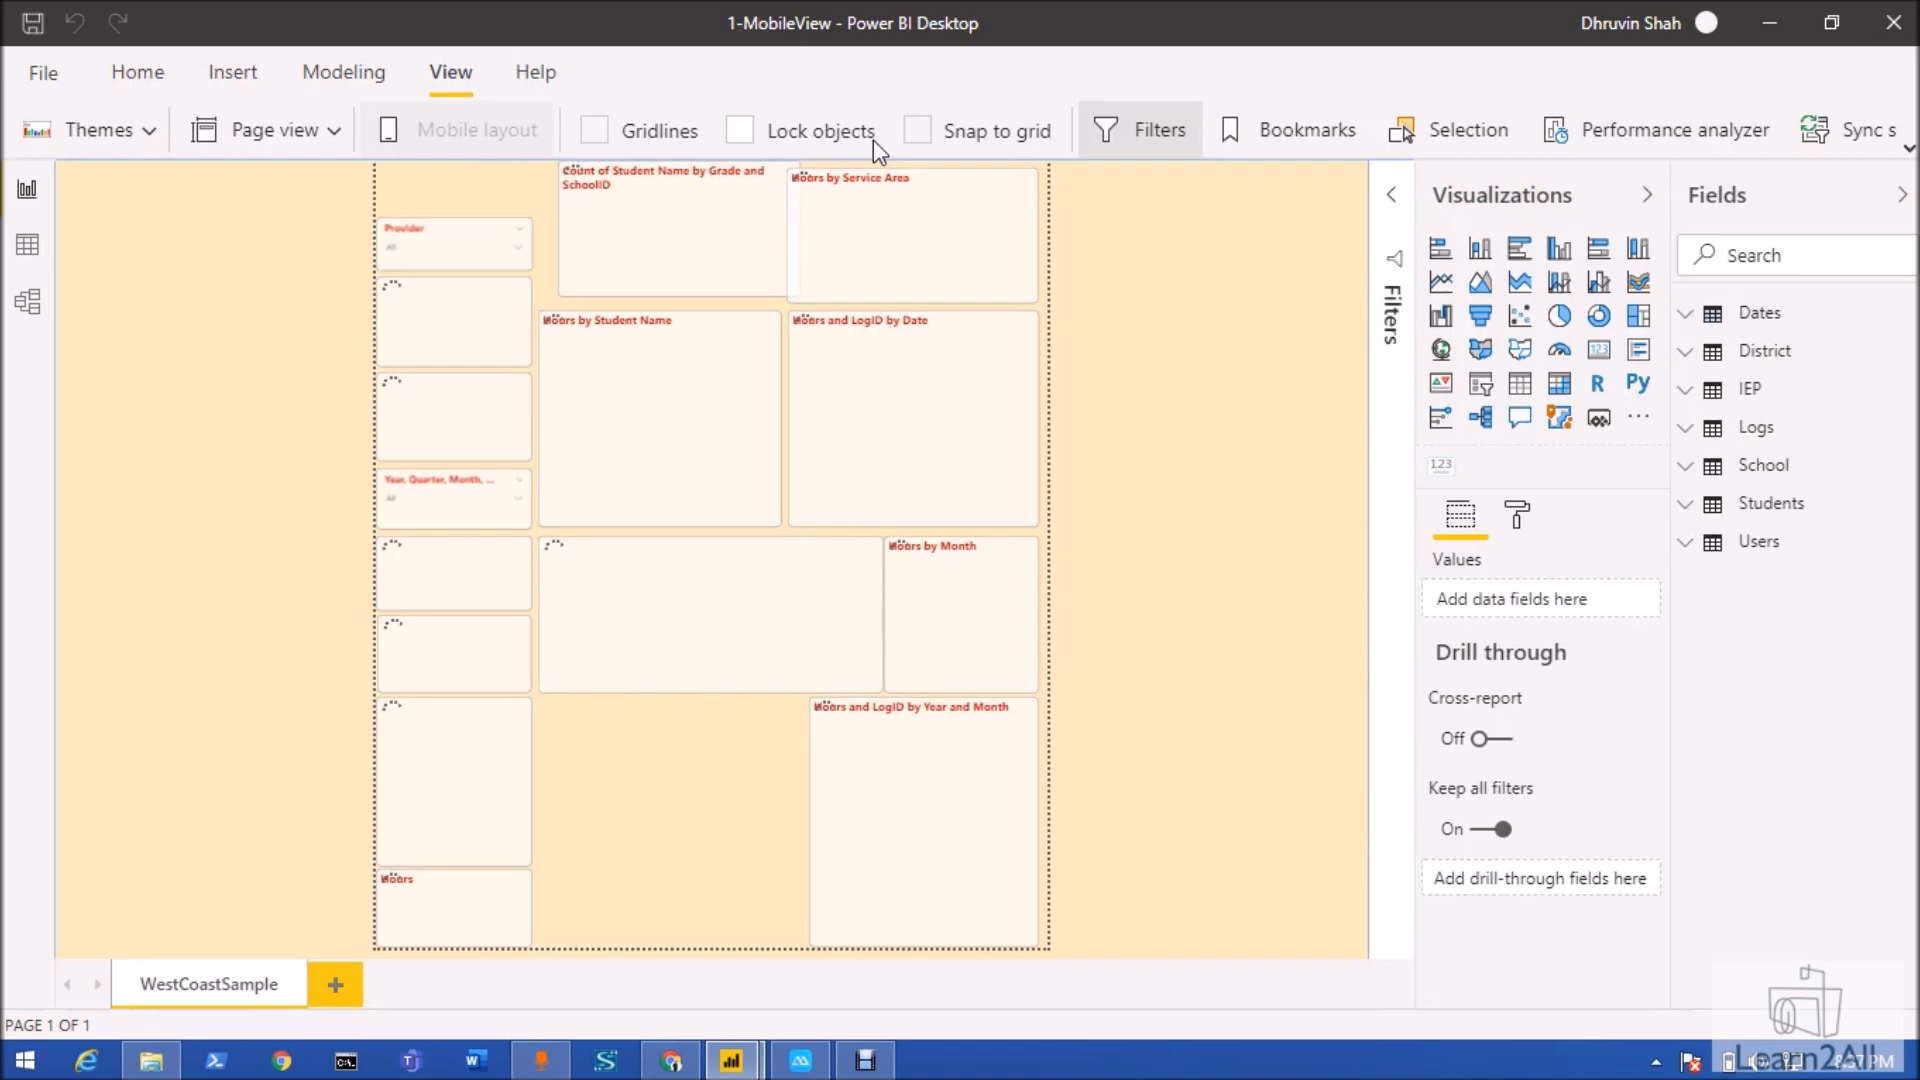 1-MobileView - Power BI Desktop
Dhruvin Shah
File Home Insert Modeling View Help
Themes Page view Mobile layout Gridlines Lock objects Snap to grid Filters Bookmarks Selection Performance analyzer Sync s
Count of Student Name by Grade and
SchoolID
Hours by Service Area
Provider
All
Hours by Student Name
Hours and LogID by Date
Year, Quarter, Month, ...
All
Hours by Month
Hours and LogID by Year and Month
Hours
Filters
Visualizations
R
Py
123
123
Values
Add data fields here
Drill through
Cross-report
Off
Keep all filters
On
Add drill-through fields here
Fields
Search
Dates
District
IEP
Logs
School
Students
Users
WestCoastSample
PAGE 1 OF 1
Learn2All